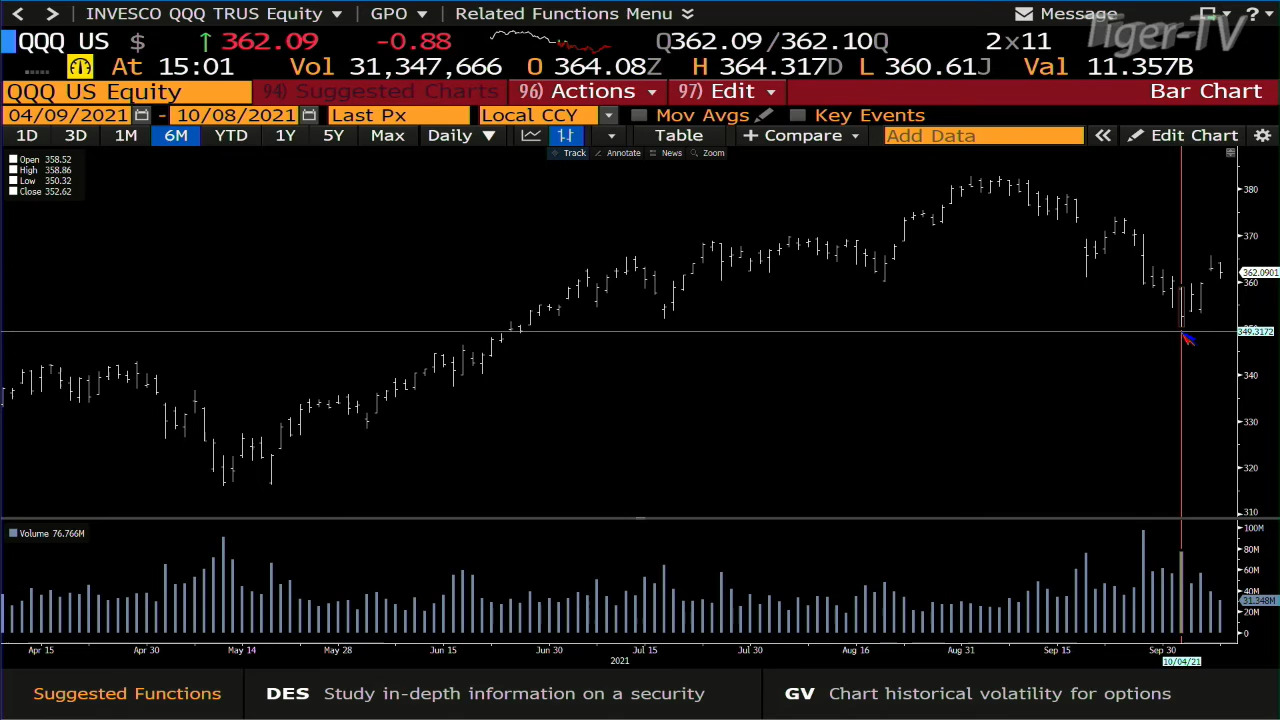 INVESCO QQQ TRUS Equity GPO Related Functions Menu Message ?
Tiger-TV
QQQ US $ ↑ 362.09 -0.88 Q362.09/362.10Q 2×11
At 15:01 Vol 31,347,666 O 364.08Z H 364.317D L 360.61J Val 11.357B
QQQ US Equity 94) Suggested Charts 96) Actions 97) Edit Bar Chart
04/09/2021 - 10/08/2021 Last Px Local CCY Mov Avgs Key Events
1D 3D 1M 6M YTD 1Y 5Y Max Daily ▼ Table + Compare Add Data « Edit Chart
Track Annotate News Zoom
Open 358.52
High 358.86
Low 350.32
Close 352.62
380
370
362.0901
360
349.3172
340
330
320
310
Volume 76.766M
100M
80M
60M
40M
31.348M
20M
0
Apr 15 Apr 30 May 14 May 28 Jun 15 Jun 30 Jul 15 Jul 30 Aug 16 Aug 31 Sep 15 Sep 30
2021 10/04/21
Suggested Functions DES Study in-depth information on a security GV Chart historical volatility for options